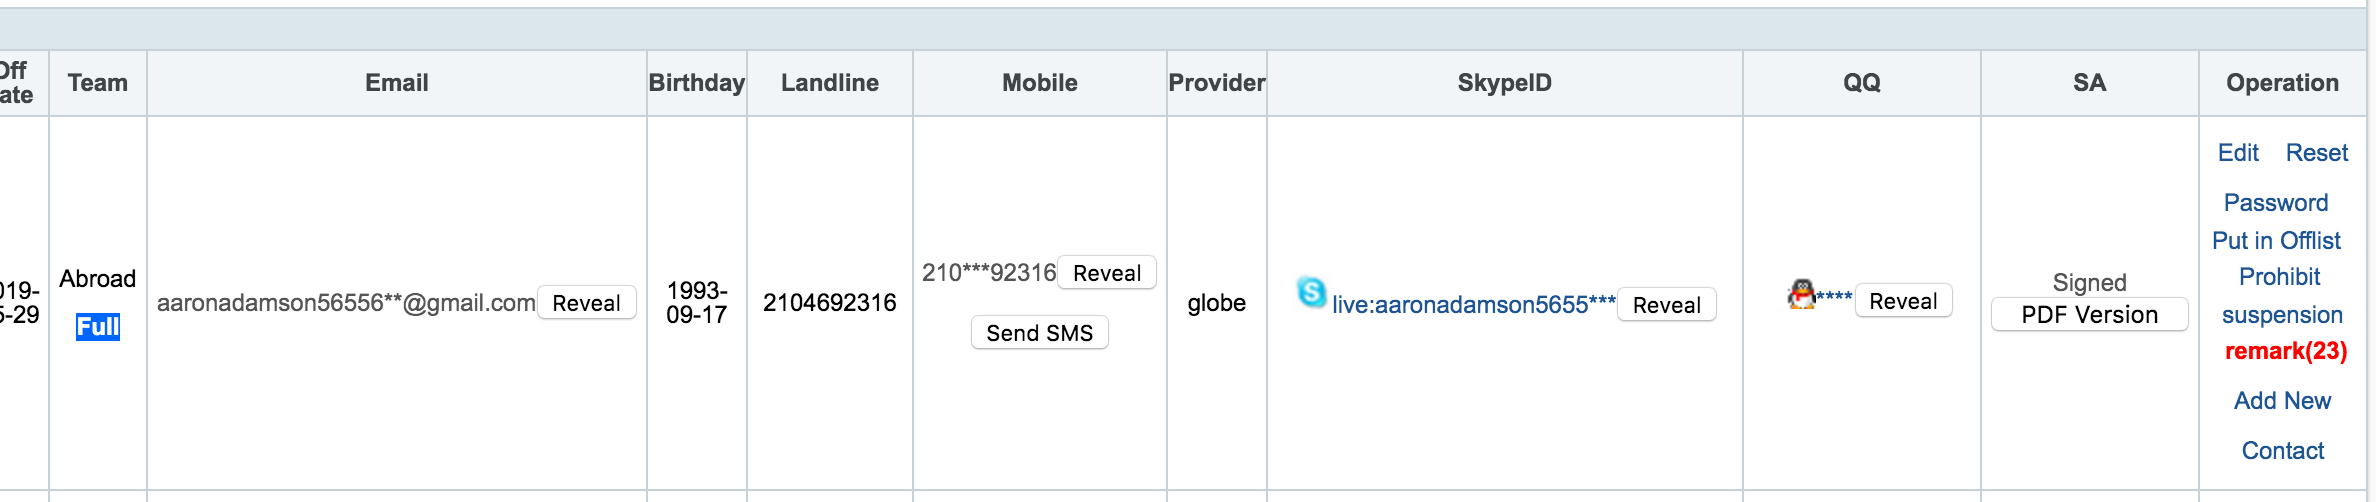 Off
ate
Team
Email
Birthday
Landline
Mobile
Provider
SkypeID
QQ
SA
Operation
019-
5-29
Abroad
Full
aaronadamson56556**@gmail.com Reveal
1993-
09-17
2104692316
210***92316 Reveal
Send SMS
globe
live:aaronadamson5655*** Reveal
**** Reveal
Signed
PDF Version
Edit Reset
Password
Put in Offlist
Prohibit
suspension
remark(23)
Add New
Contact